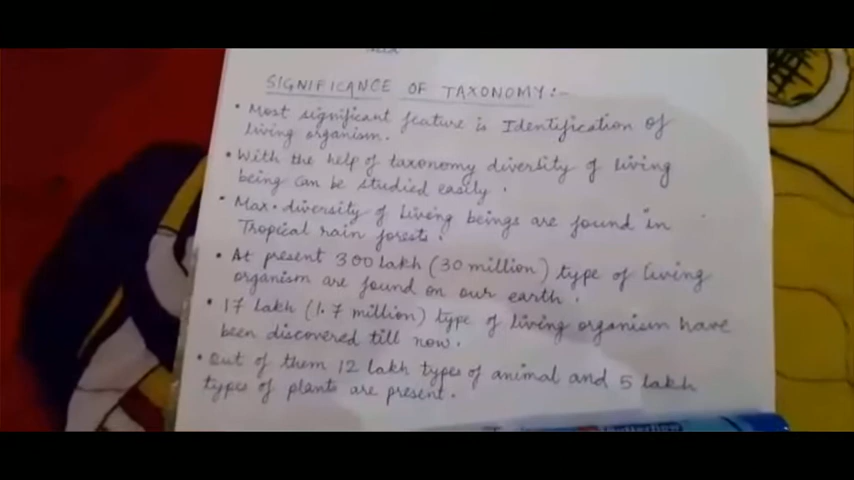 SIGNIFICANCE OF TAXONOMY:-
• Most significant feature is Identification of
living organism.
• With the help of taxonomy diversity of living
being can be studied easily.
• Max. diversity of living beings are found in
Tropical rain forests.
• At present 300 lakh (30 million) type of living
organism are found on our earth.
• 17 lakh (1.7 million) type of living organism have
been discovered till now.
• Out of them 12 lakh types of animal and 5 lakh
types of plants are present.